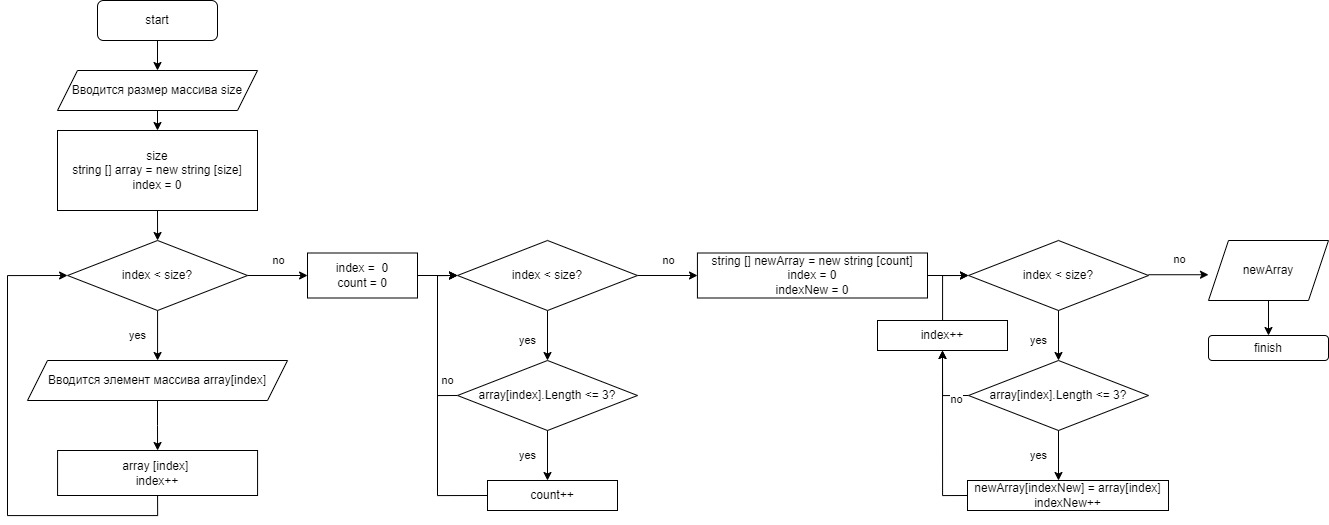 start
Вводится размер массива size
size
string [] array = new string [size]
index = 0
index < size?
no
yes
Вводится элемент массива array[index]
array [index]
index++
index =  0
count = 0
index < size?
no
yes
array[index].Length <= 3?
no
yes
count++
string [] newArray = new string [count]
index = 0
indexNew = 0
index < size?
no
yes
index++
array[index].Length <= 3?
no
yes
newArray[indexNew] = array[index]
indexNew++
newArray
finish